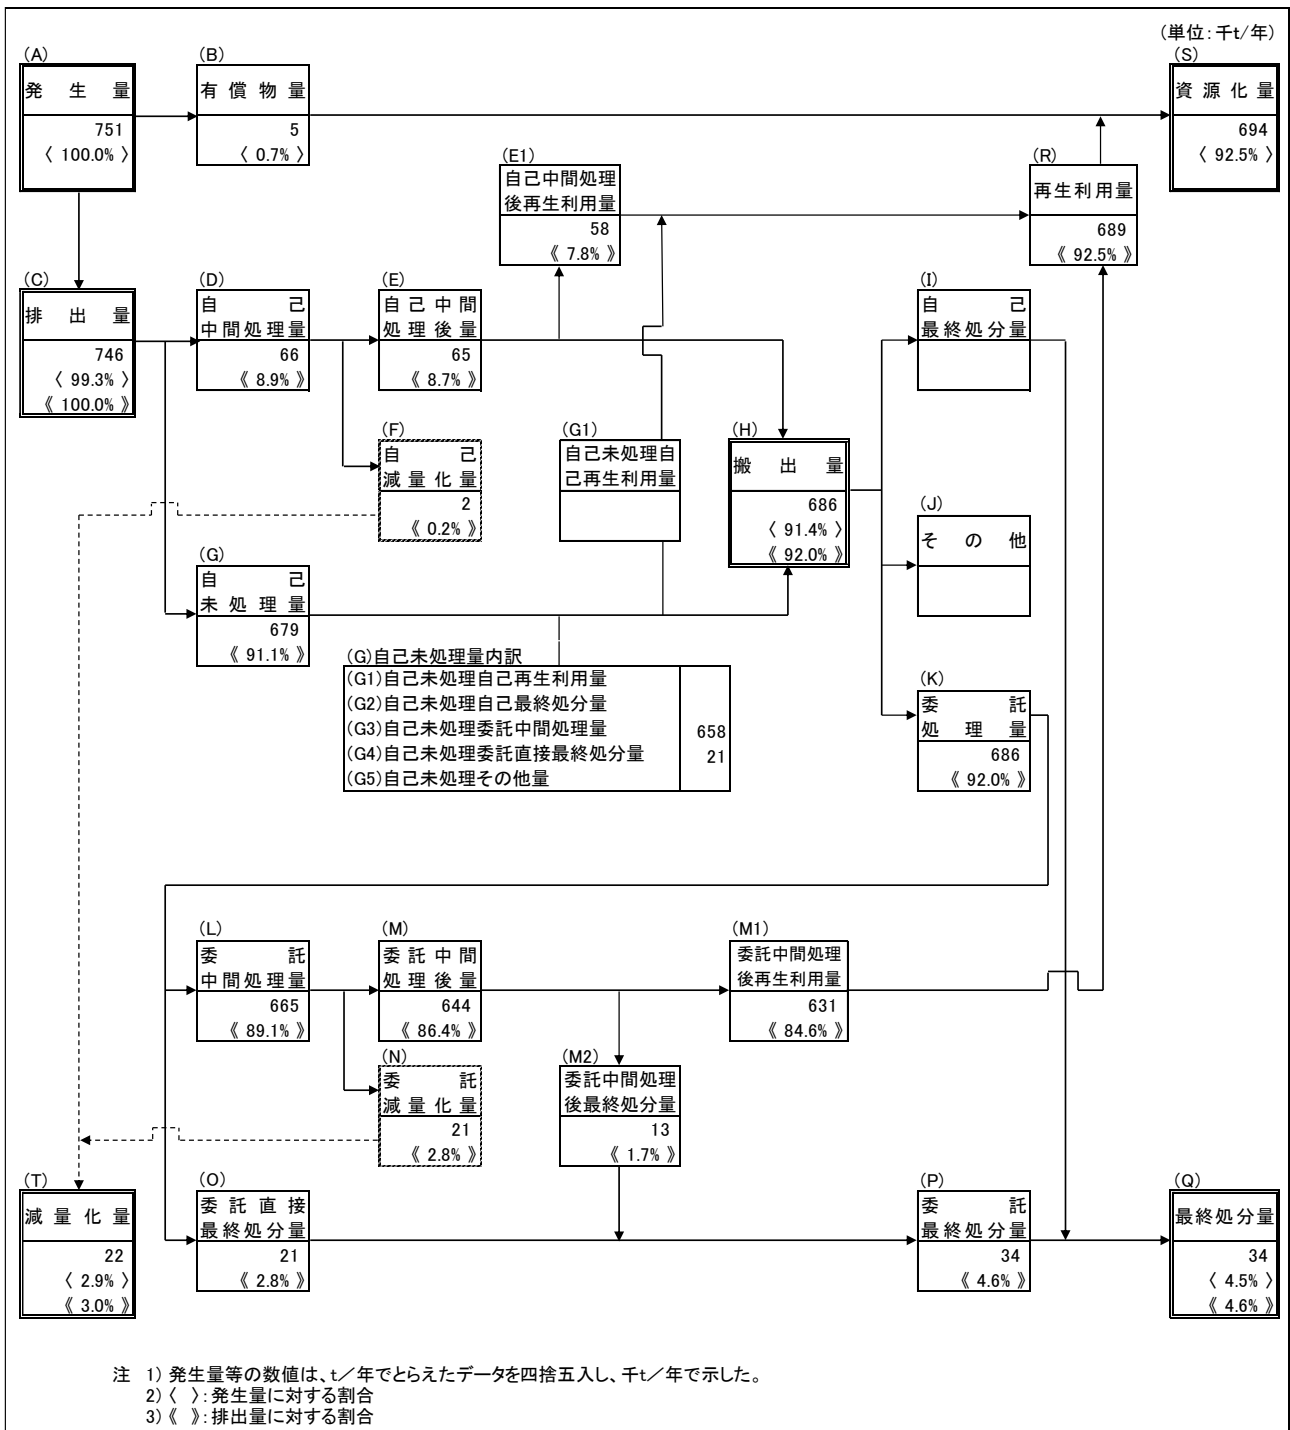 (単位：千t/年)
(A)
発生量
751
〈 100.0% 〉
(B)
有償物量
5
〈 0.7% 〉
(S)
資源化量
694
〈 92.5% 〉
(E1)
自己中間処理
後再生利用量
58
《 7.8% 》
(R)
再生利用量
689
《 92.5% 》
(C)
排出量
746
〈 99.3% 〉
《 100.0% 》
(D)
自己
中間処理量
66
《 8.9% 》
(E)
自己中間
処理後量
65
《 8.7% 》
(I)
自己
最終処分量
(F)
自己
減量化量
2
《 0.2% 》
(G1)
自己未処理自
己再生利用量
(H)
搬出量
686
〈 91.4% 〉
《 92.0% 》
(J)
その他
(G)
自己
未処理量
679
《 91.1% 》
(G)自己未処理量内訳
(G1)自己未処理自己再生利用量
(G2)自己未処理自己最終処分量
(G3)自己未処理委託中間処理量 658
(G4)自己未処理委託直接最終処分量 21
(G5)自己未処理その他量
(K)
委託
処理量
686
《 92.0% 》
(L)
委託
中間処理量
665
《 89.1% 》
(M)
委託中間
処理後量
644
《 86.4% 》
(M1)
委託中間処理
後再生利用量
631
《 84.6% 》
(N)
委託
減量化量
21
《 2.8% 》
(M2)
委託中間処理
後最終処分量
13
《 1.7% 》
(T)
減量化量
22
〈 2.9% 〉
《 3.0% 》
(O)
委託直接
最終処分量
21
《 2.8% 》
(P)
委託
最終処分量
34
《 4.6% 》
(Q)
最終処分量
34
〈 4.5% 〉
《 4.6% 》
注 1) 発生量等の数値は、t／年でとらえたデータを四捨五入し、千t／年で示した。
2)〈 〉：発生量に対する割合
3)《 》：排出量に対する割合